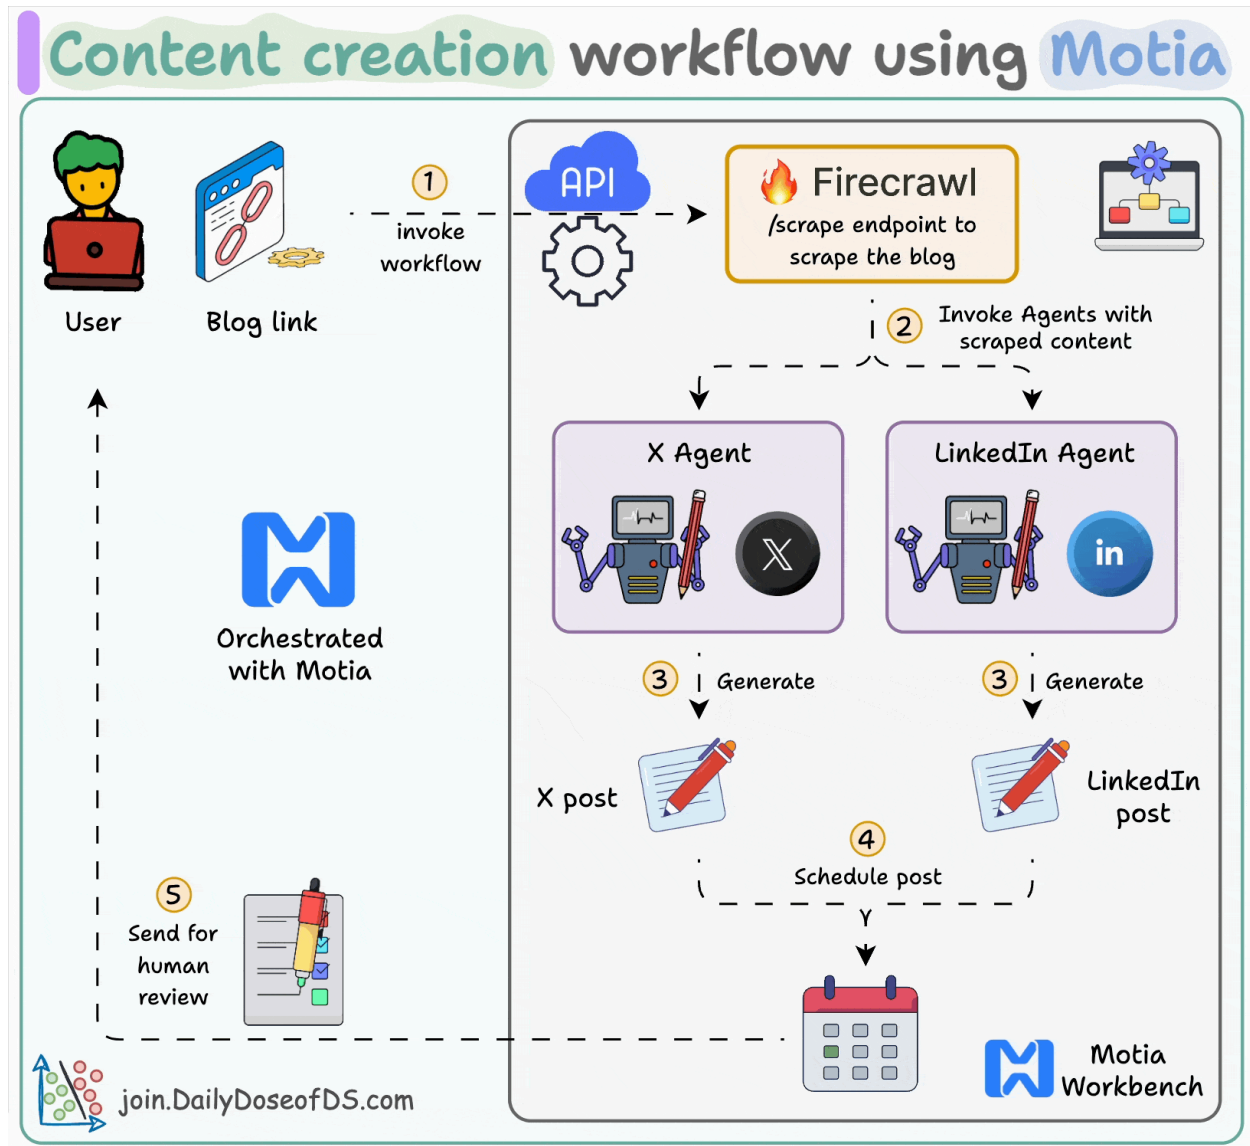 Content creation workflow using Motia
User
Blog link
1
invoke
workflow
API
Firecrawl
/scrape endpoint to
scrape the blog
2
Invoke Agents with
scraped content
X Agent
LinkedIn Agent
X
in
3
Generate
3
Generate
Orchestrated
with Motia
X post
LinkedIn
post
4
Schedule post
5
Send for
human
review
Motia
Workbench
join.DailyDoseofDS.com